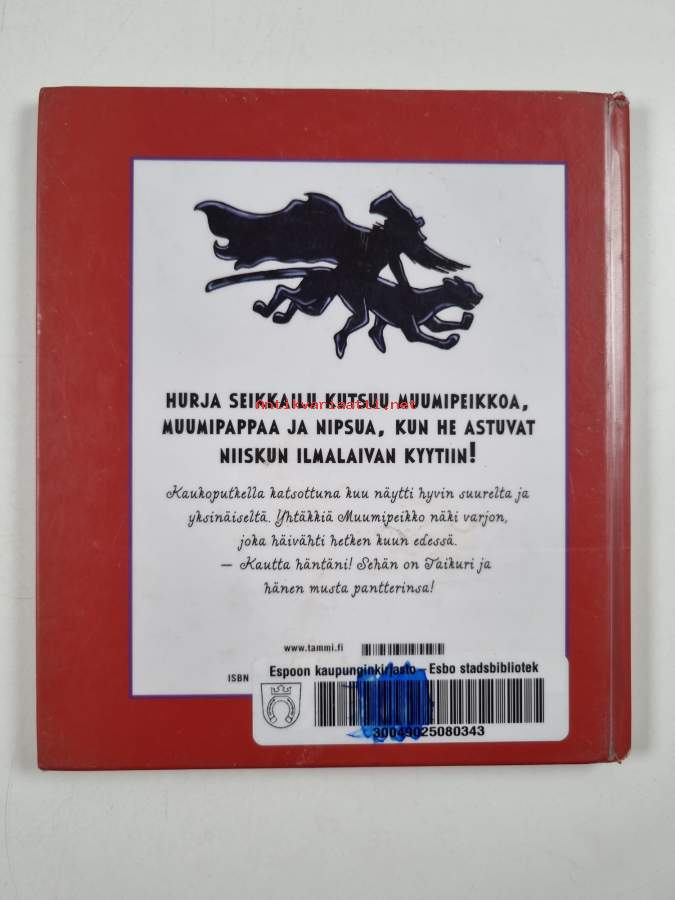 HURJA SEIKKAILU KUTSUU MUUMIPEIKKOA,
Antikvariaatti.net
MUUMIPAPPAA JA NIPSUA, KUN HE ASTUVAT
NIISKUN ILMALAIVAN KYYTIIN!
Kaukoputkella katsottuna kuu näytti hyvin suurelta ja
yksinäiseltä. Yhtäkkiä Muumipeikko näki varjon,
joka häivähti hetken kuun edessä.
– Kautta häntäni! Sehän on Taikuri ja
hänen musta pantterinsa!
www.tammi.fi
ISBN
Espoon kaupunginkirjasto – Esbo stadsbibliotek
30049025080343